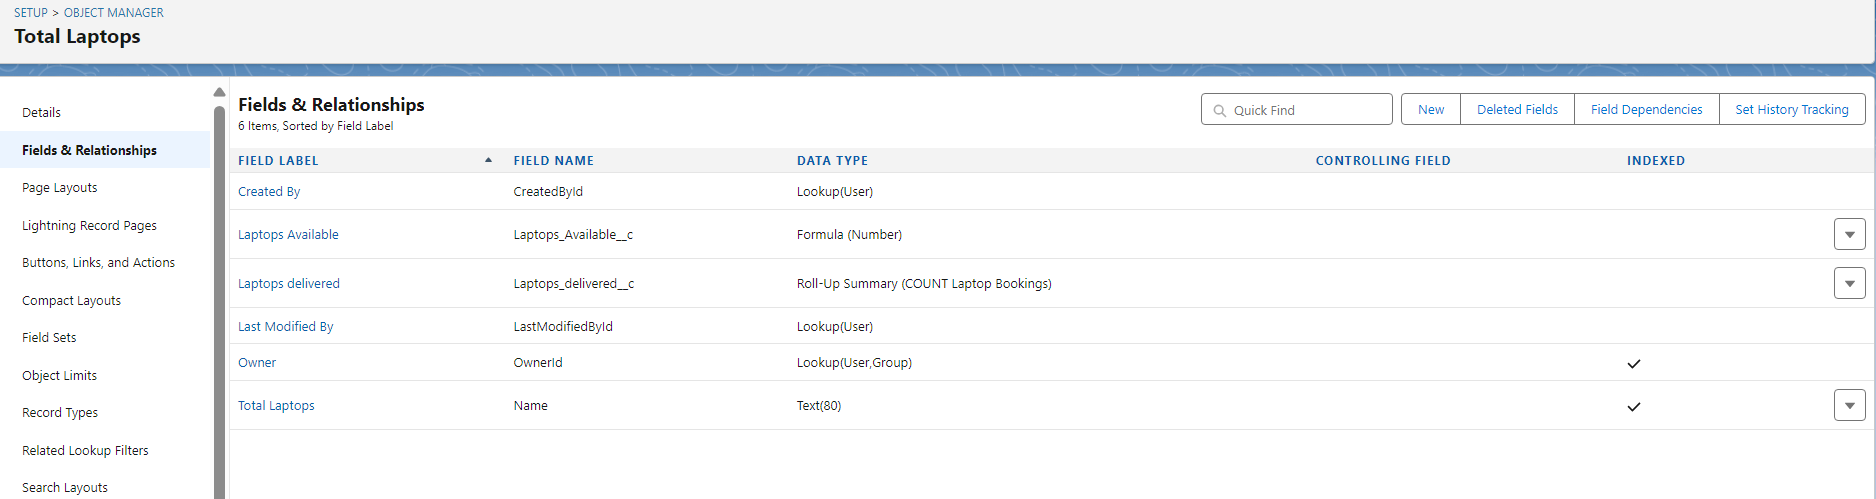 SETUP > OBJECT MANAGER
Total Laptops
Details
Fields & Relationships
Page Layouts
Lightning Record Pages
Buttons, Links, and Actions
Compact Layouts
Field Sets
Object Limits
Record Types
Related Lookup Filters
Search Layouts
Fields & Relationships
6 Items, Sorted by Field Label
Quick Find
New
Deleted Fields
Field Dependencies
Set History Tracking
FIELD LABEL FIELD NAME DATA TYPE CONTROLLING FIELD INDEXED
Created By CreatedById Lookup(User)
Laptops Available Laptops_Available__c Formula (Number)
Laptops delivered Laptops_delivered__c Roll-Up Summary (COUNT Laptop Bookings)
Last Modified By LastModifiedById Lookup(User)
Owner OwnerId Lookup(User,Group)
Total Laptops Name Text(80)